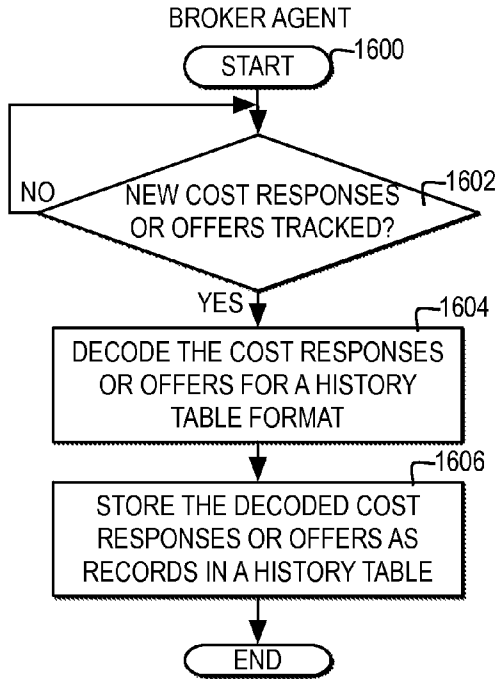 BROKER AGENT
START
1600
NEW COST RESPONSES
OR OFFERS TRACKED?
1602
NO
YES
1604
DECODE THE COST RESPONSES
OR OFFERS FOR A HISTORY
TABLE FORMAT
1606
STORE THE DECODED COST
RESPONSES OR OFFERS AS
RECORDS IN A HISTORY TABLE
END